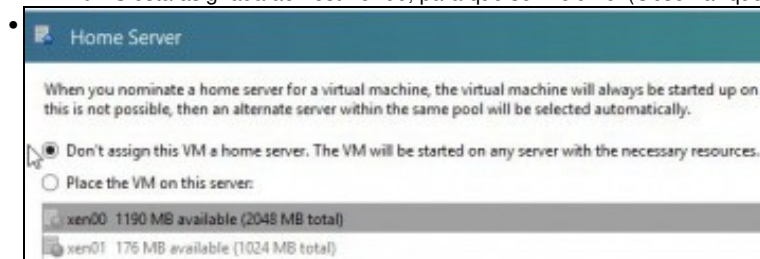 Home Server
When you nominate a home server for a virtual machine, the virtual machine will always be started up on
this is not possible, then an alternate server within the same pool will be selected automatically.
Don't assign this VM a home server. The VM will be started on any server with the necessary resources.
Place the VM on this server:
xen00 1190 MB available (2048 MB total)
xen01 176 MB available (1024 MB total)